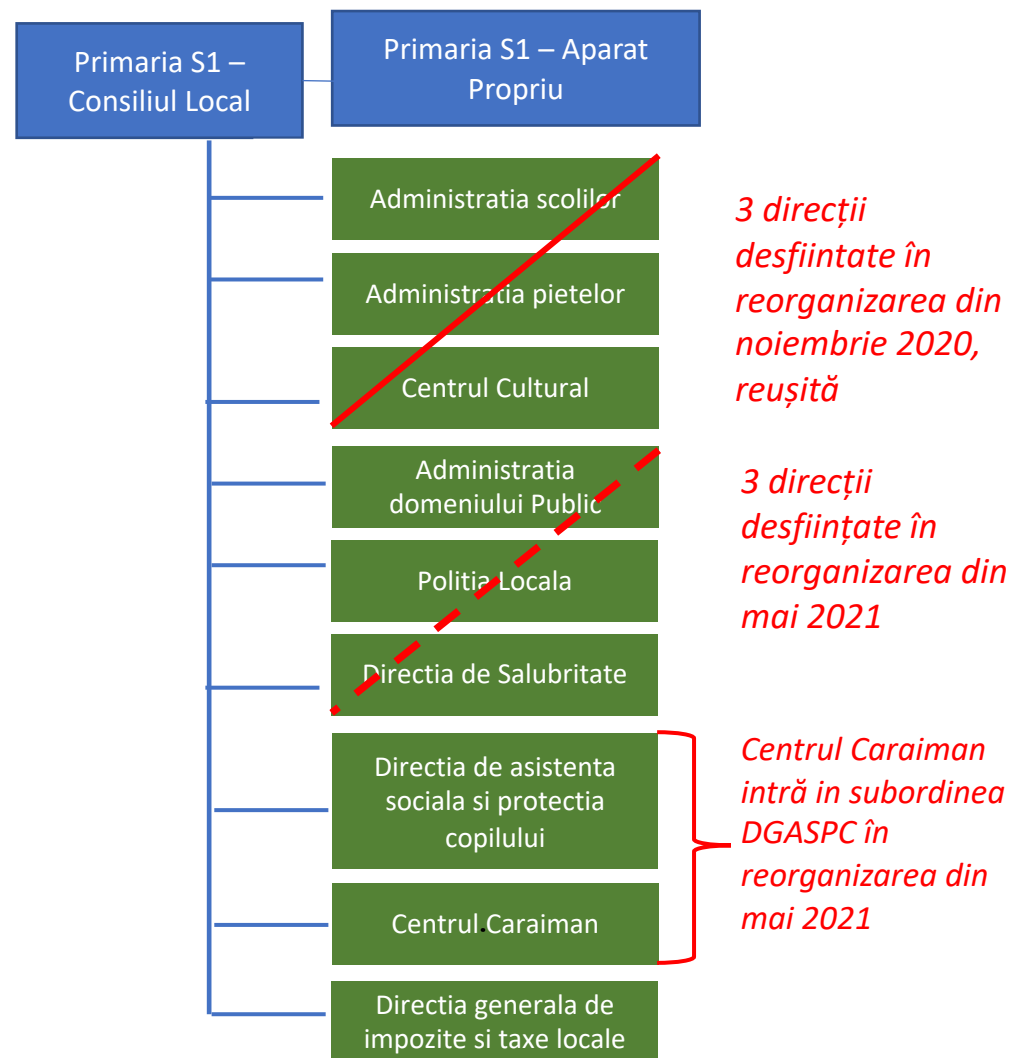 Primaria S1 –
Consiliul Local
Primaria S1 – Aparat
Propriu
Administratia scolilor
Administratia pietelor
Centrul Cultural
3 direcții
desfiintate în
reorganizarea din
noiembrie 2020,
reușită
Administratia
domeniului Public
Politia Locala
Directia de Salubritate
3 direcții
desființate în
reorganizarea din
mai 2021
Directia de asistenta
sociala si protectia
copilului
Centrul.Caraiman
Centrul Caraiman
intră in subordinea
DGASPC în
reorganizarea din
mai 2021
Directia generala de
impozite si taxe locale